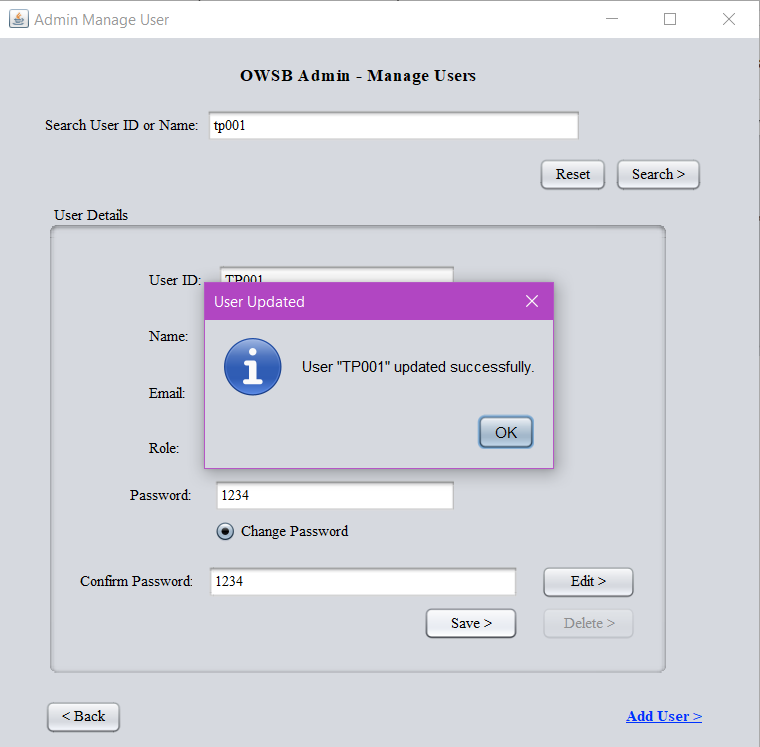 Admin Manage User
OWSB Admin - Manage Users
Search User ID or Name: tp001
Reset Search >
User Details
User ID: TP001
User Updated
Name:
User "TP001" updated successfully.
Email:
OK
Role:
Password: 1234
Change Password
Confirm Password: 1234 Edit >
Save > Delete >
< Back Add User >